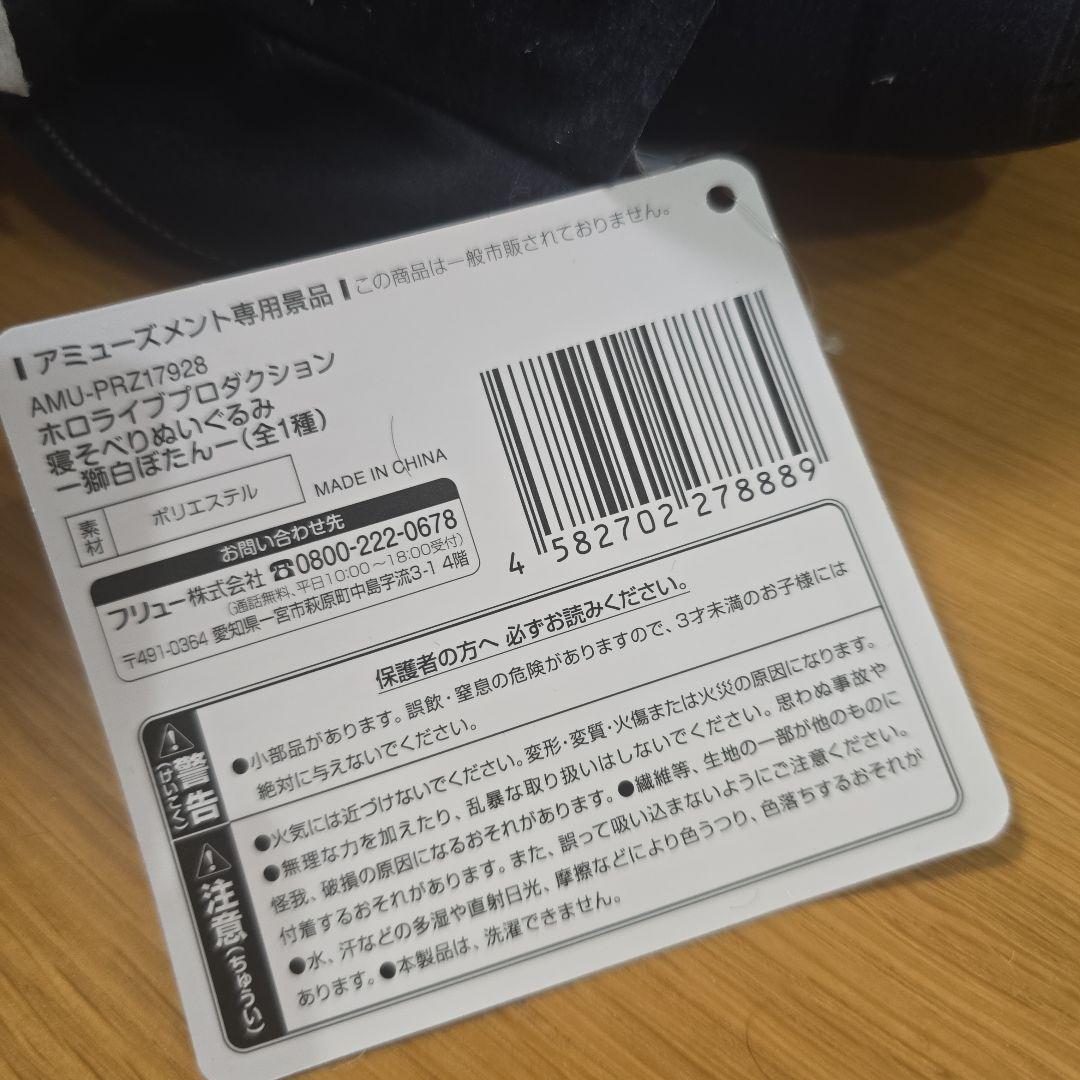 アミューズメント専用景品 この商品は一般市販されておりません。
AMU-PRZ17928
ホロライブプロダクション
寝そべりぬいぐるみ
ー獅白ぼたんー(全1種)
素材 ポリエステル
MADE IN CHINA
お問い合わせ先
フリュー株式会社 ☎0800-222-0678
(通話無料、平日10:00~18:00受付)
〒491-0364 愛知県一宮市萩原町中島字流3-1 4階
4 582702 278889
保護者の方へ 必ずお読みください。
警告(けいこく)
●小部品があります。誤飲・窒息の危険がありますので、3才未満のお子様には
絶対に与えないでください。
注意(ちゅうい)
●火気には近づけないでください。変形・変質・火傷または火災の原因になります。
●無理な力を加えたり、乱暴な取り扱いはしないでください。思わぬ事故や
怪我、破損の原因になるおそれがあります。●繊維等、生地の一部が他のものに
付着するおそれがあります。また、誤って吸い込まないようにご注意ください。
●水、汗などの多湿や直射日光、摩擦などにより色うつり、色落ちするおそれが
あります。●本製品は、洗濯できません。